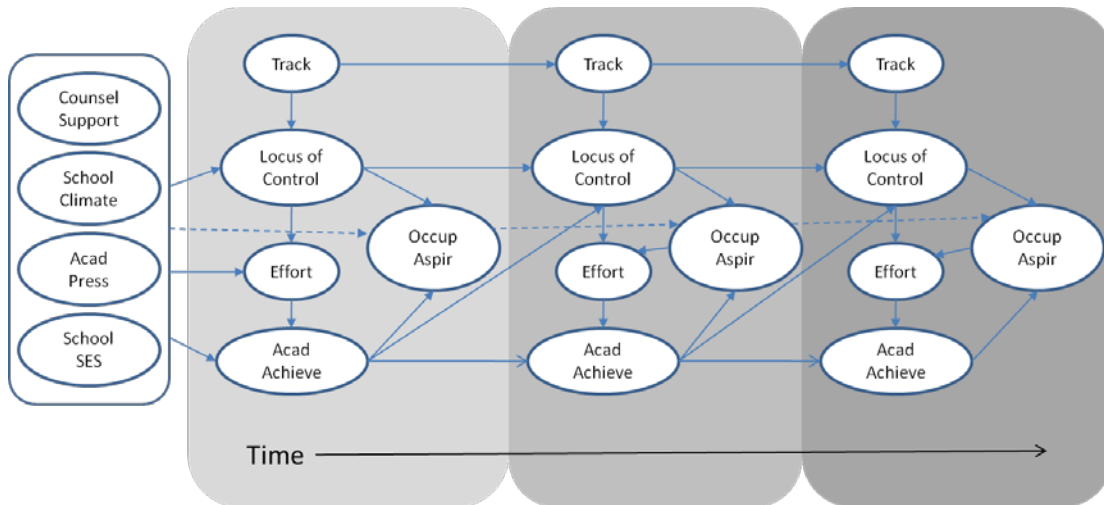 Counsel
Support
School
Climate
Acad
Press
School
SES
Track
Locus of
Control
Effort
Acad
Achieve
Occup
Aspir
Track
Locus of
Control
Effort
Acad
Achieve
Occup
Aspir
Track
Locus of
Control
Effort
Acad
Achieve
Occup
Aspir
Time